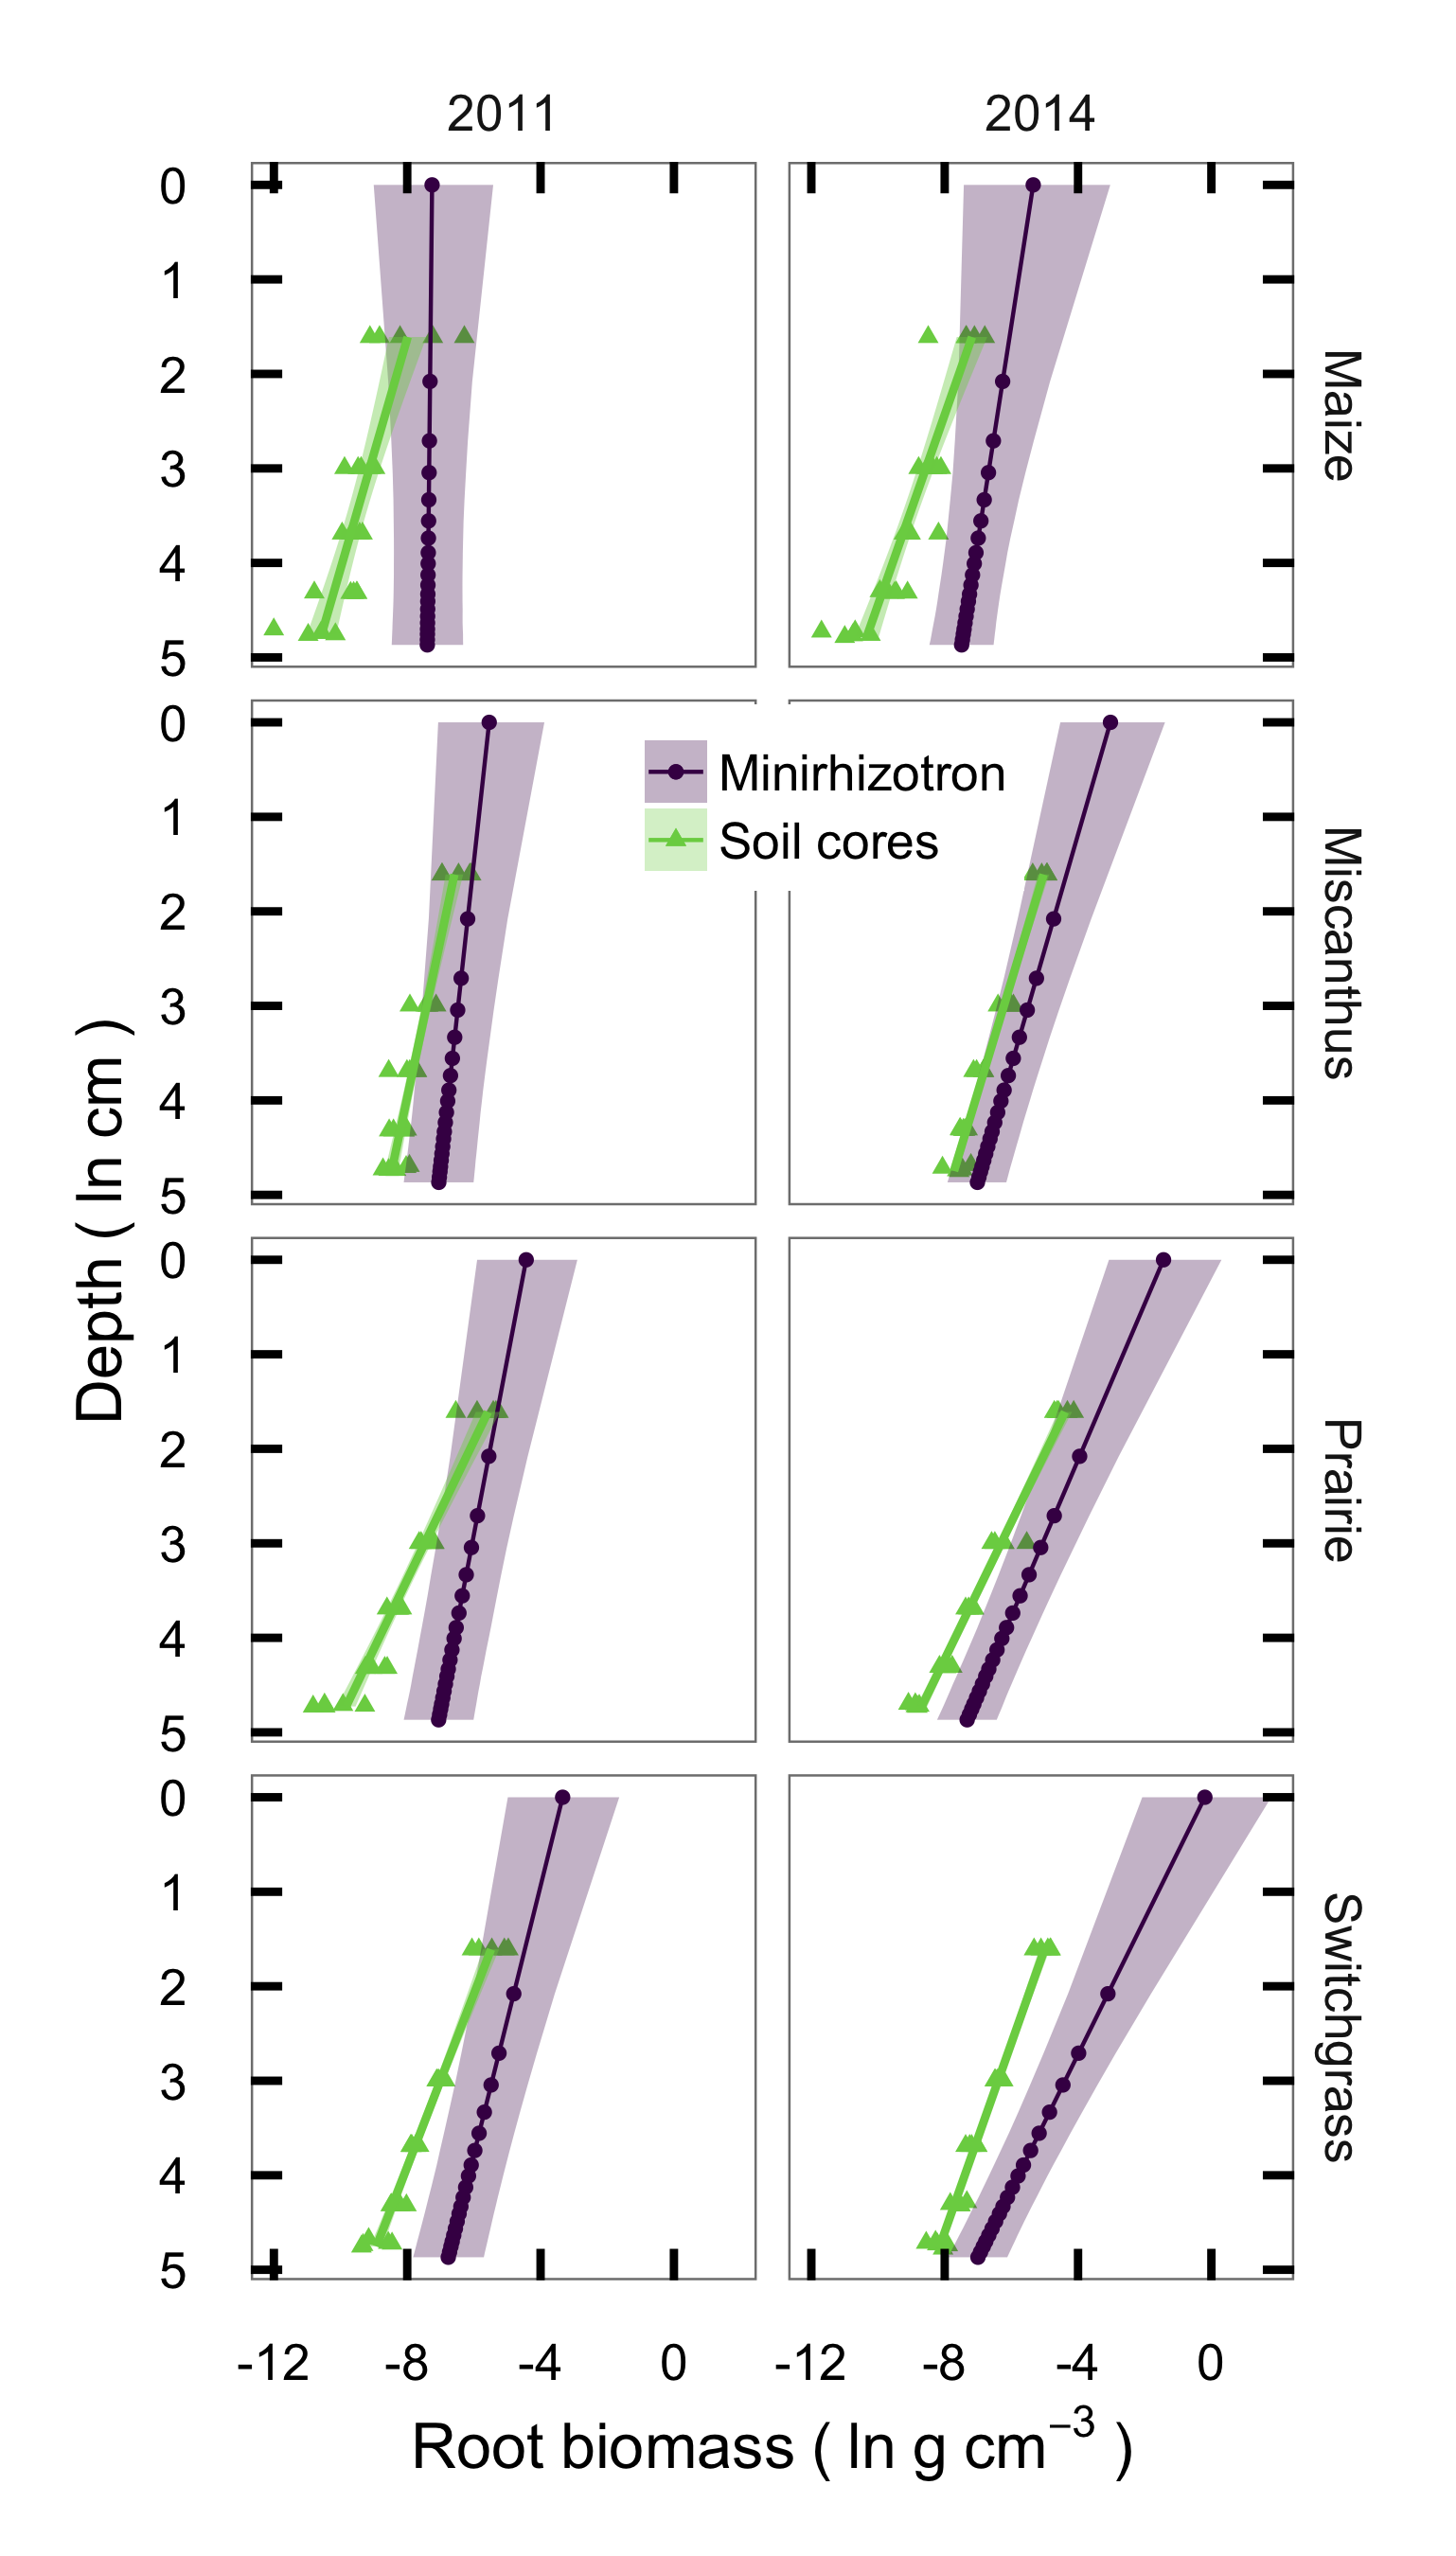 2011 2014
0
1
2
3
4
5
Maize
0
1
2
3
4
5
Minirhizotron
Soil cores
Miscanthus
Depth ( ln cm )
0
1
2
3
4
5
Prairie
0
1
2
3
4
5
Switchgrass
-12 -8 -4 0 -12 -8 -4 0
Root biomass ( ln g cm⁻³ )